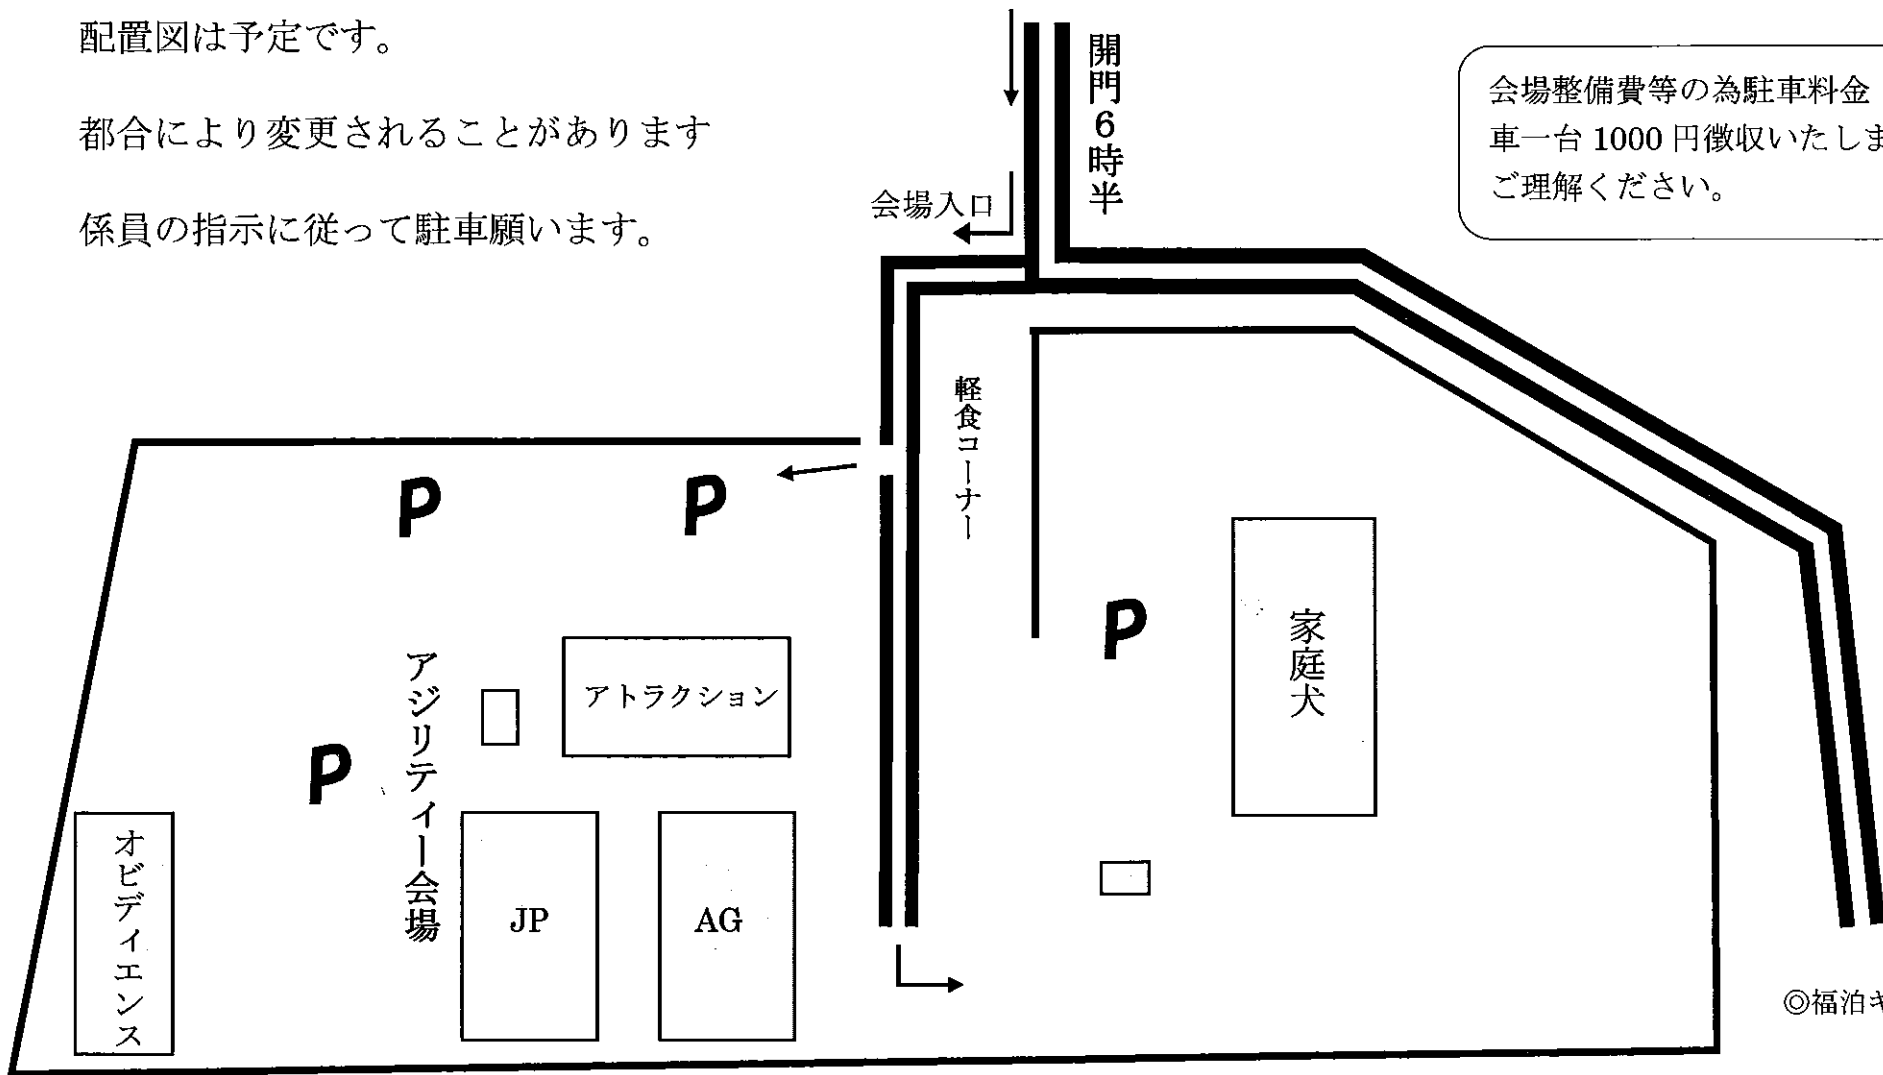 配置図は予定です。
都合により変更されることがあります
係員の指示に従って駐車願います。
開門6時半
会場整備費等の為駐車料金
車一台 1000 円徴収いたしま
ご理解ください。
会場入口
軽食コーナー
P
P
P
家庭犬
アトラクション
アジリティー会場
P
オビディエンス
JP
AG
◎福泊キ